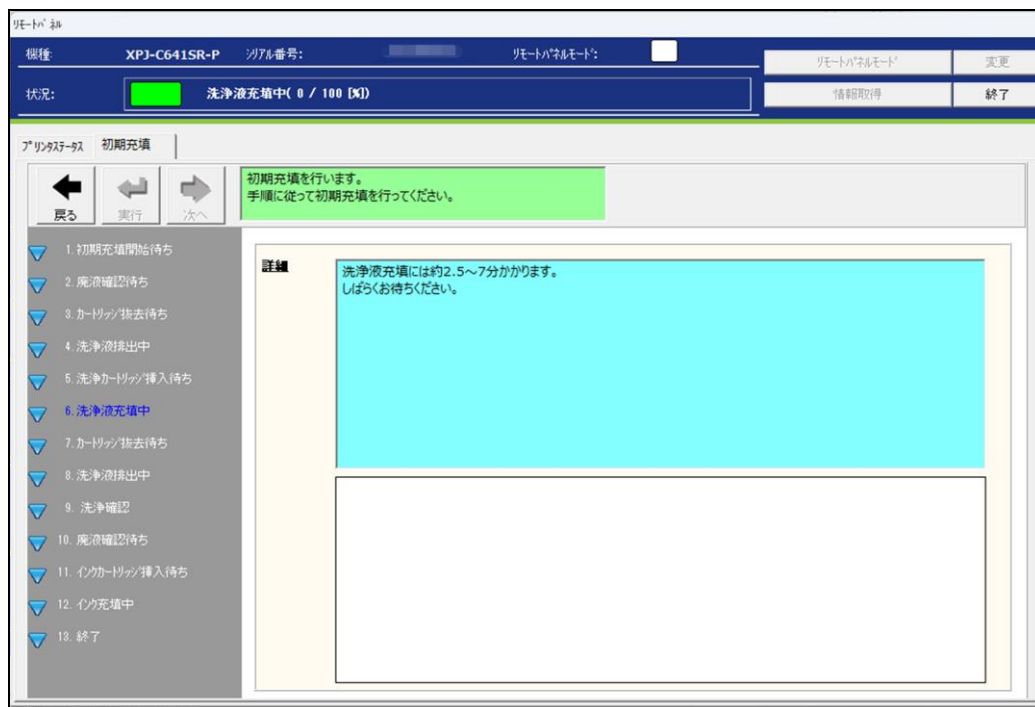 リモートパネル
機種: XPJ-C641SR-P シリアル番号: リモートパネルモード:
リモートパネルモード 変更
状況: 洗浄液充填中( 0 / 100 [%])
情報取得 終了
プリンタステータス 初期充填
戻る 実行 次へ
初期充填を行います。
手順に従って初期充填を行ってください。
1. 初期充填開始待ち
2. 廃液確認待ち
3. カートリッジ抜去待ち
4. 洗浄液排出中
5. 洗浄カートリッジ挿入待ち
6. 洗浄液充填中
7. カートリッジ抜去待ち
8. 洗浄液排出中
9. 洗浄確認
10. 廃液確認待ち
11. インクカートリッジ挿入待ち
12. インク充填中
13. 終了
詳細
洗浄液充填には約2.5～7分かかります。
しばらくお待ちください。